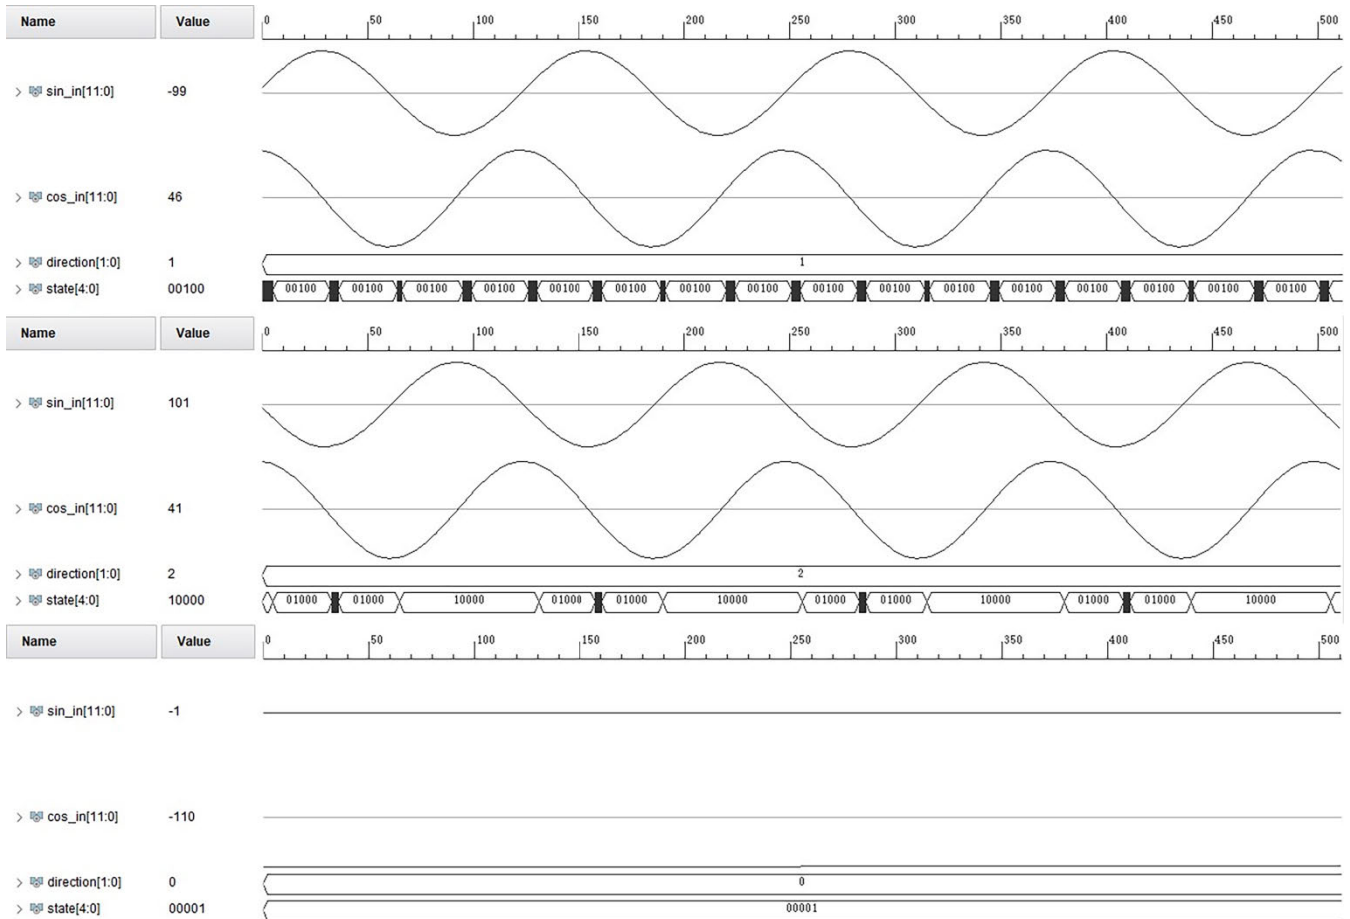 Name Value 0 50 100 150 200 250 300 350 400 450 500
sin_in[11:0] -99
cos_in[11:0] 46
direction[1:0] 1 1
state[4:0] 00100 00100 00100 00100 00100 00100 00100 00100 00100 00100 00100 00100 00100 00100 00100 00100 00100 00100
Name Value 0 50 100 150 200 250 300 350 400 450 500
sin_in[11:0] 101
cos_in[11:0] 41
direction[1:0] 2 2
state[4:0] 10000 01000 01000 10000 01000 01000 10000 01000 01000 10000 01000 01000 10000
Name Value 0 50 100 150 200 250 300 350 400 450 500
sin_in[11:0] -1
cos_in[11:0] -110
direction[1:0] 0 0
state[4:0] 00001 00001